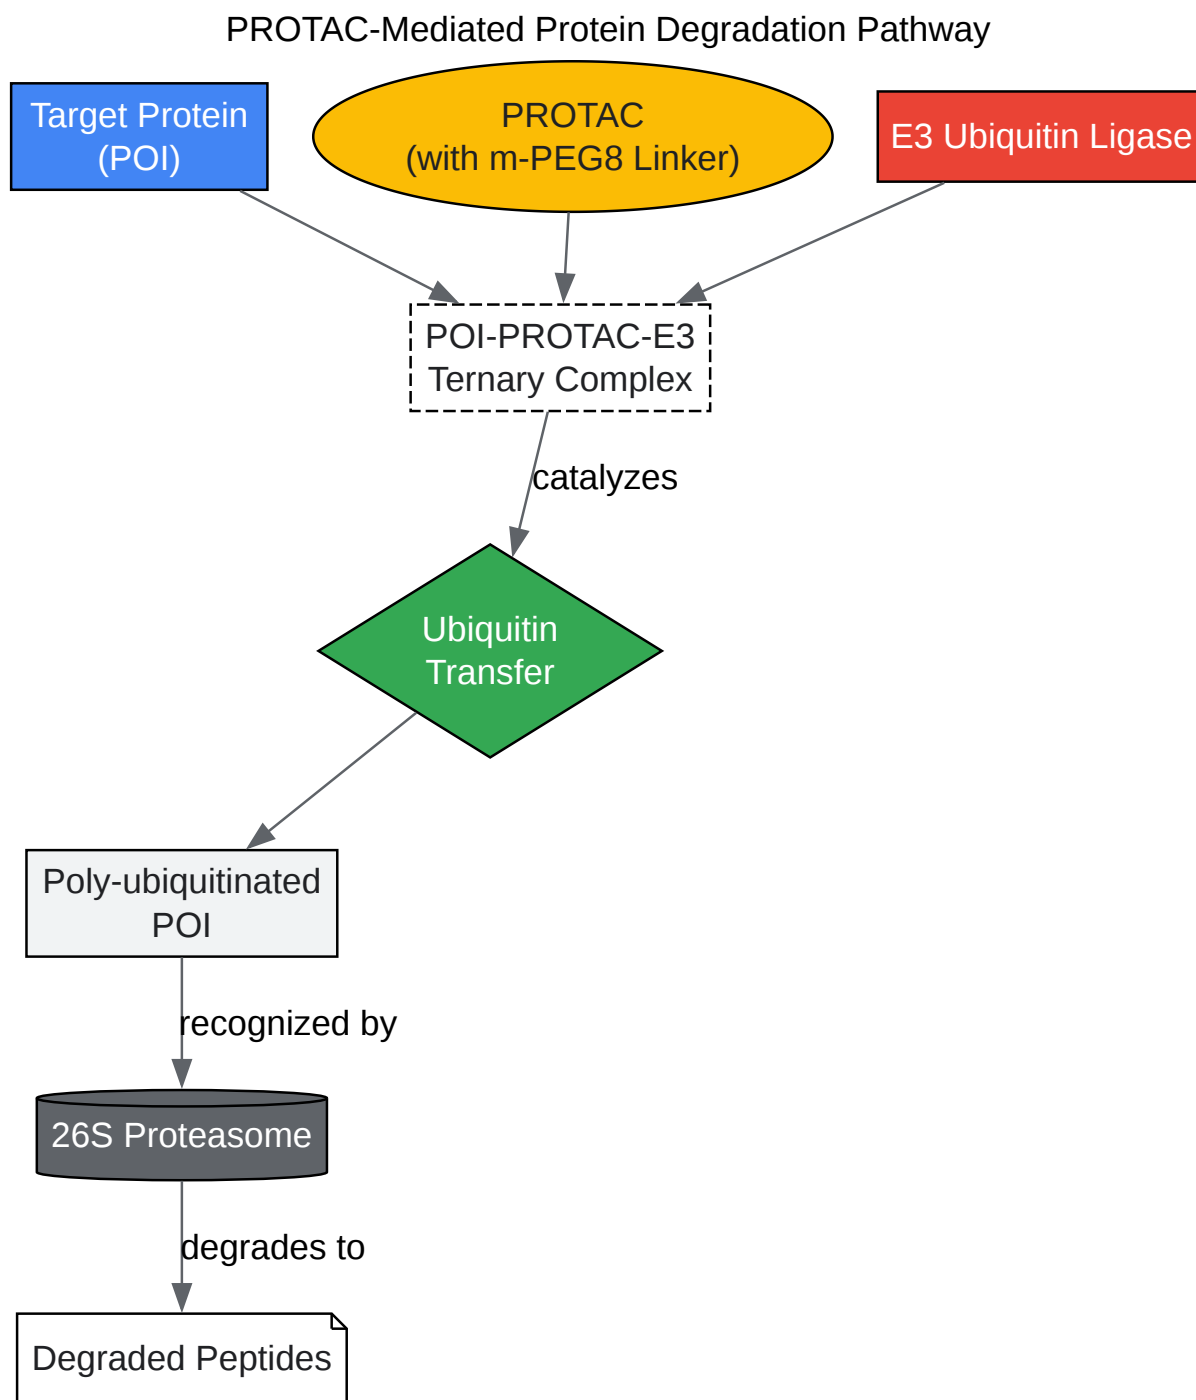 PROTAC-Mediated Protein Degradation Pathway
Target Protein
(POI)
PROTAC
(with m-PEG8 Linker)
E3 Ubiquitin Ligase
POI-PROTAC-E3
Ternary Complex
catalyzes
Ubiquitin
Transfer
Poly-ubiquitinated
POI
recognized by
26S Proteasome
degrades to
Degraded Peptides